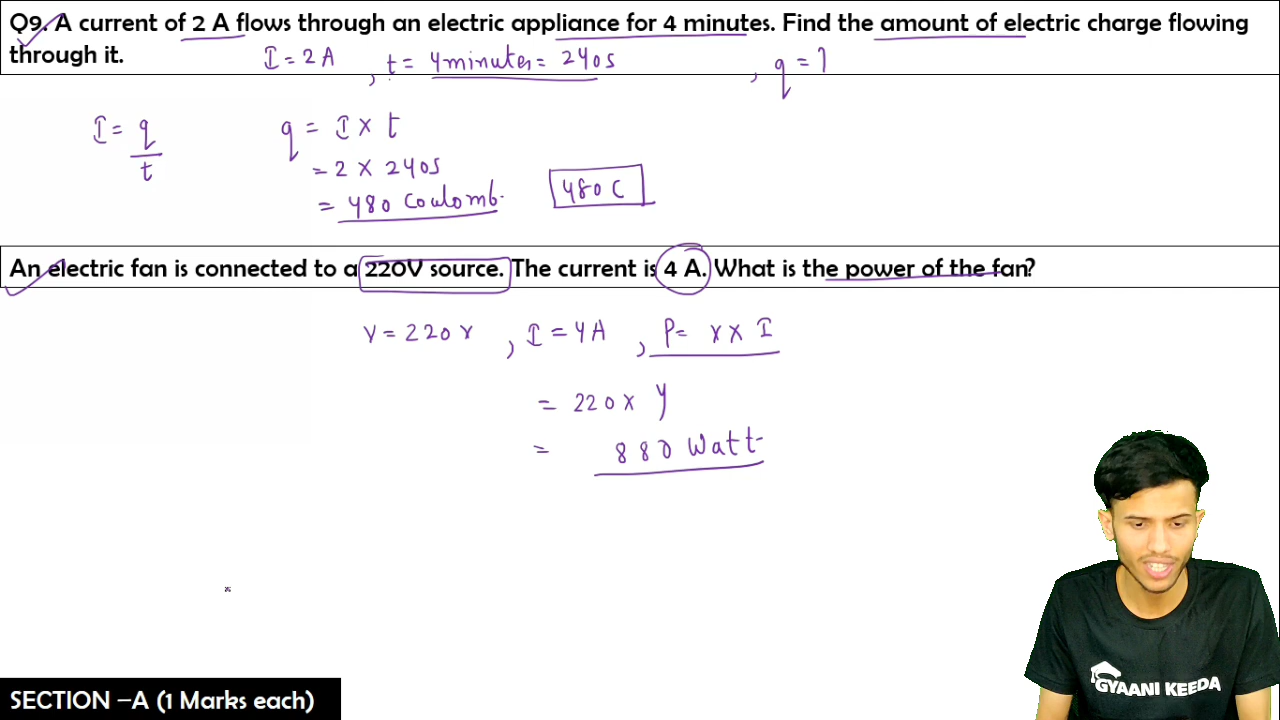 Q9. A current of 2 A flows through an electric appliance for 4 minutes. Find the amount of electric charge flowing
through it.
I = 2A , t = 4minutes = 240s , q = ?
I = q/t
q = I × t
= 2 × 240s
= 480 Coulomb.
480 C
An electric fan is connected to a 220V source. The current is 4 A. What is the power of the fan?
V = 220V , I = 4A , P = V × I
= 220 × 4
= 880 Watt
SECTION –A (1 Marks each)
GYAANI KEEDA